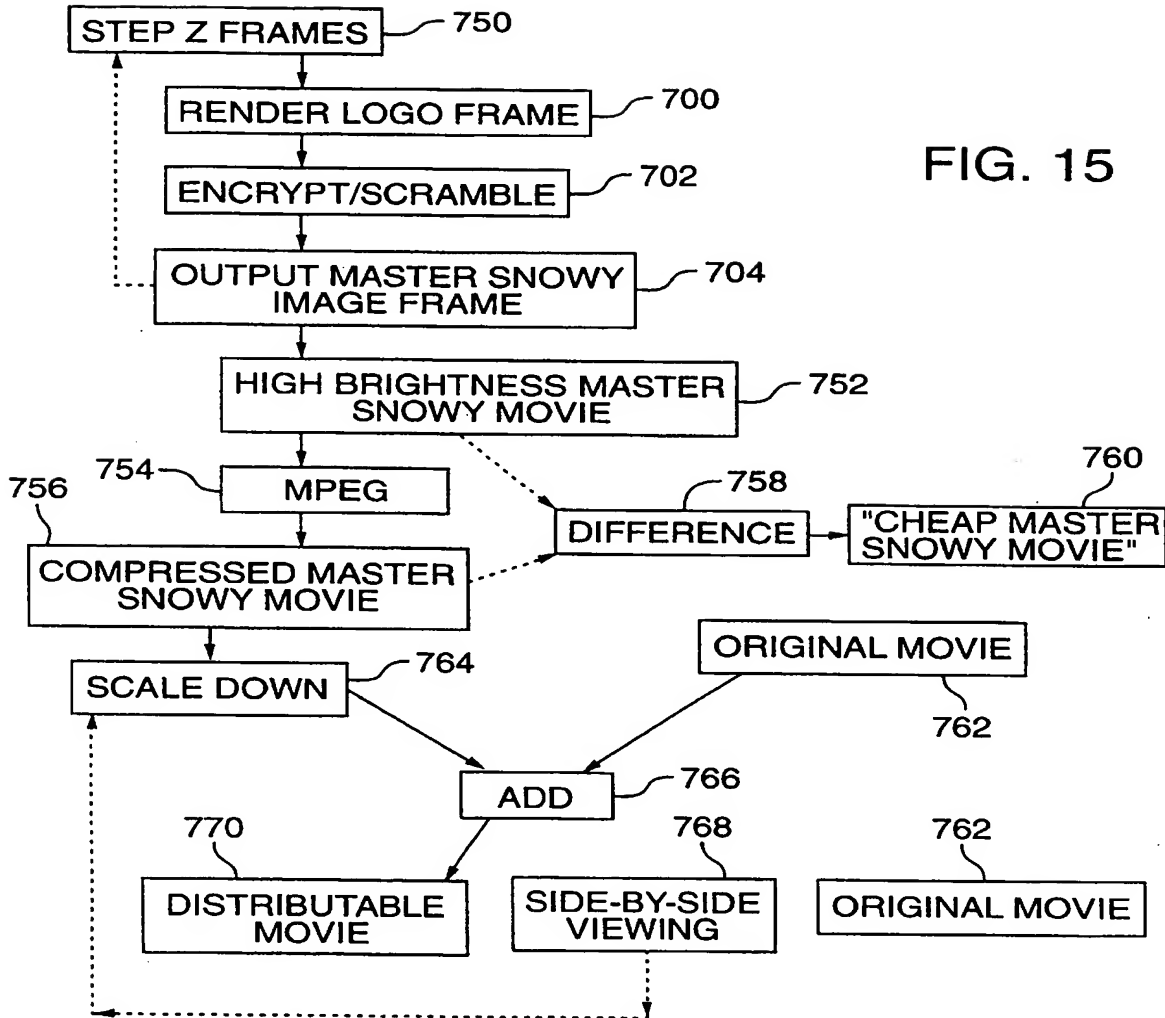 STEP Z FRAMES
750
RENDER LOGO FRAME
700
FIG. 15
ENCRYPT/SCRAMBLE
702
OUTPUT MASTER SNOWY
IMAGE FRAME
704
HIGH BRIGHTNESS MASTER
SNOWY MOVIE
752
754
MPEG
756
COMPRESSED MASTER
SNOWY MOVIE
758
DIFFERENCE
760
"CHEAP MASTER
SNOWY MOVIE"
SCALE DOWN
764
ORIGINAL MOVIE
762
ADD
766
770
DISTRIBUTABLE
MOVIE
768
SIDE-BY-SIDE
VIEWING
762
ORIGINAL MOVIE